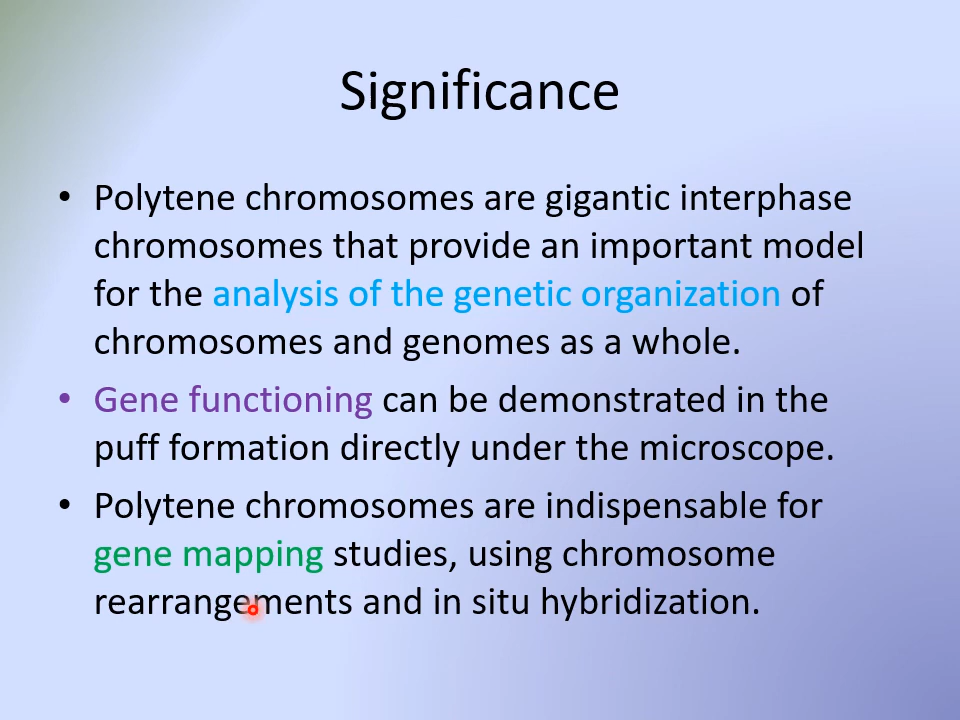 Significance
• Polytene chromosomes are gigantic interphase
chromosomes that provide an important model
for the analysis of the genetic organization of
chromosomes and genomes as a whole.
• Gene functioning can be demonstrated in the
puff formation directly under the microscope.
• Polytene chromosomes are indispensable for
gene mapping studies, using chromosome
rearrangements and in situ hybridization.